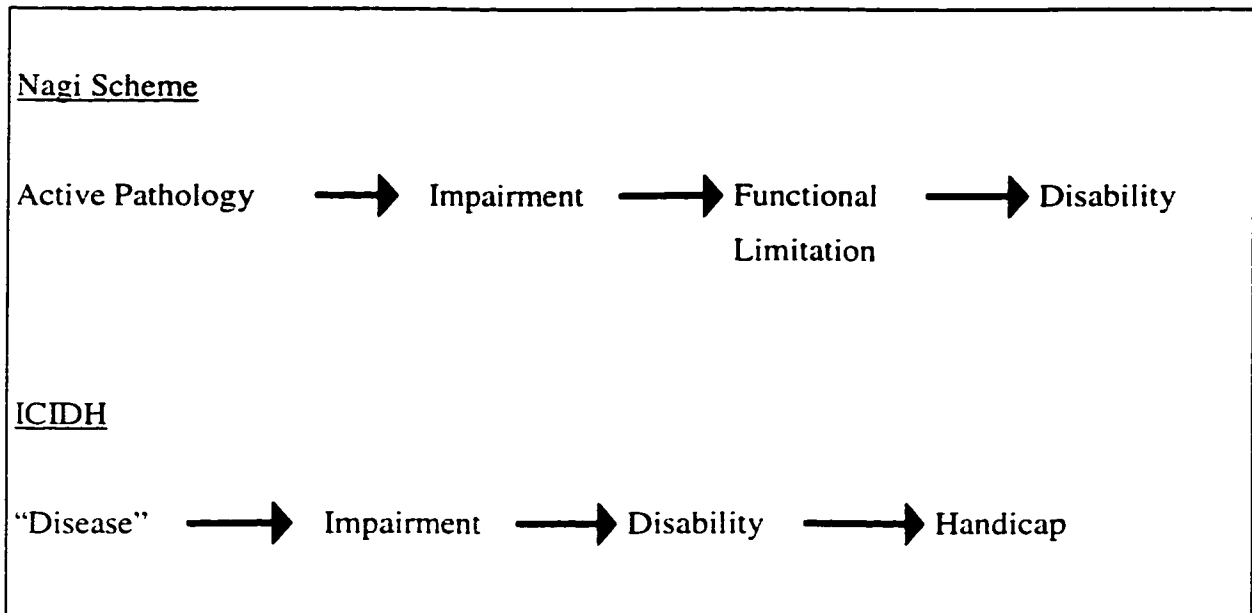 Nagi Scheme
Active Pathology Impairment Functional Disability
Limitation
ICIDH
“Disease” Impairment Disability Handicap